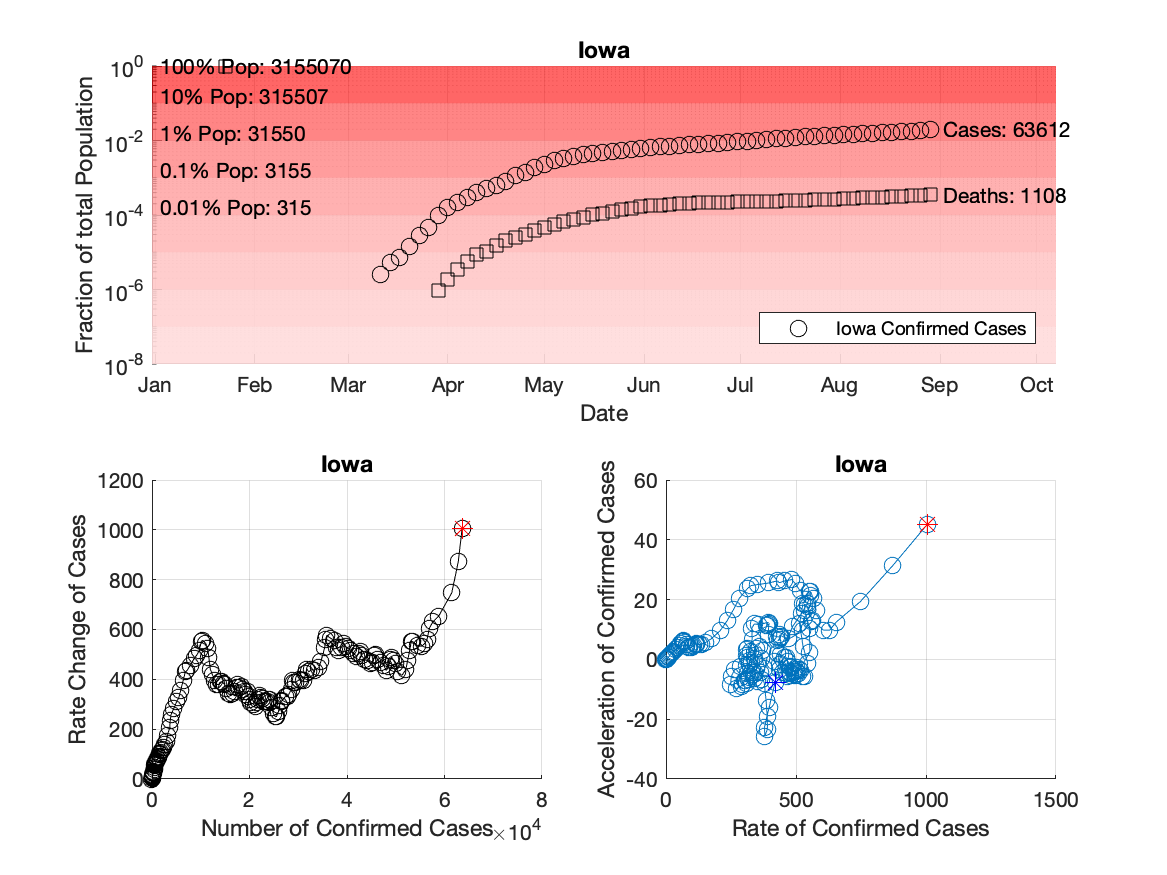 Iowa
Fraction of total Population
10^0
10^-2
10^-4
10^-6
10^-8
100% Pop: 3155070
10% Pop: 315507
1% Pop: 31550
0.1% Pop: 3155
0.01% Pop: 315
Cases: 63612
Deaths: 1108
Iowa Confirmed Cases
Jan Feb Mar Apr May Jun Jul Aug Sep Oct
Date
Iowa
Rate Change of Cases
1200
1000
800
600
400
200
0
0 2 4 6 8
Number of Confirmed Cases
×10^4
Iowa
Acceleration of Confirmed Cases
60
40
20
0
-20
-40
0 500 1000 1500
Rate of Confirmed Cases